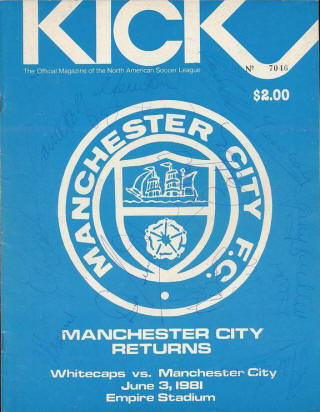 KICK
The Official Magazine of the North American Soccer League
No 7046
$2.00
MANCHESTER CITY F.C.
MANCHESTER CITY
RETURNS
Whitecaps vs. Manchester City
June 3, 1981
Empire Stadium